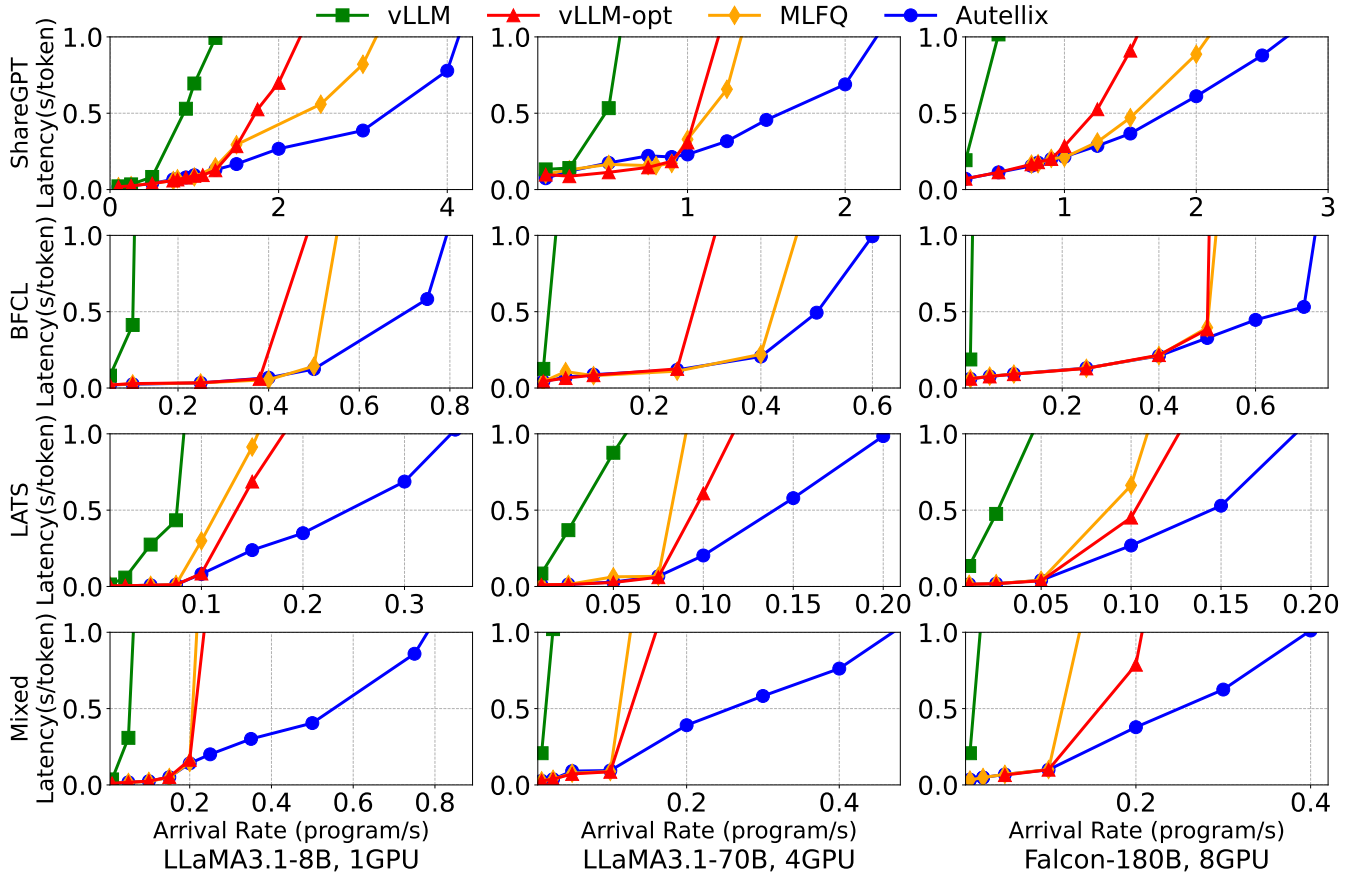 vLLM vLLM-opt MLFQ Autellix
ShareGPT
Latency(s/token)
1.0 1.0 1.0
0.5 0.5 0.5
0.0 0.0 0.0
0 2 4 1 2 1 2 3
BFCL
Latency(s/token)
1.0 1.0 1.0
0.5 0.5 0.5
0.0 0.0 0.0
0.2 0.4 0.6 0.8 0.2 0.4 0.6 0.2 0.4 0.6
LATS
Latency(s/token)
1.0 1.0 1.0
0.5 0.5 0.5
0.0 0.0 0.0
0.1 0.2 0.3 0.05 0.10 0.15 0.20 0.05 0.10 0.15 0.20
Mixed
Latency(s/token)
1.0 1.0 1.0
0.5 0.5 0.5
0.0 0.0 0.0
0.2 0.4 0.6 0.8 0.2 0.4 0.2 0.4
Arrival Rate (program/s) Arrival Rate (program/s) Arrival Rate (program/s)
LLaMA3.1-8B, 1GPU LLaMA3.1-70B, 4GPU Falcon-180B, 8GPU